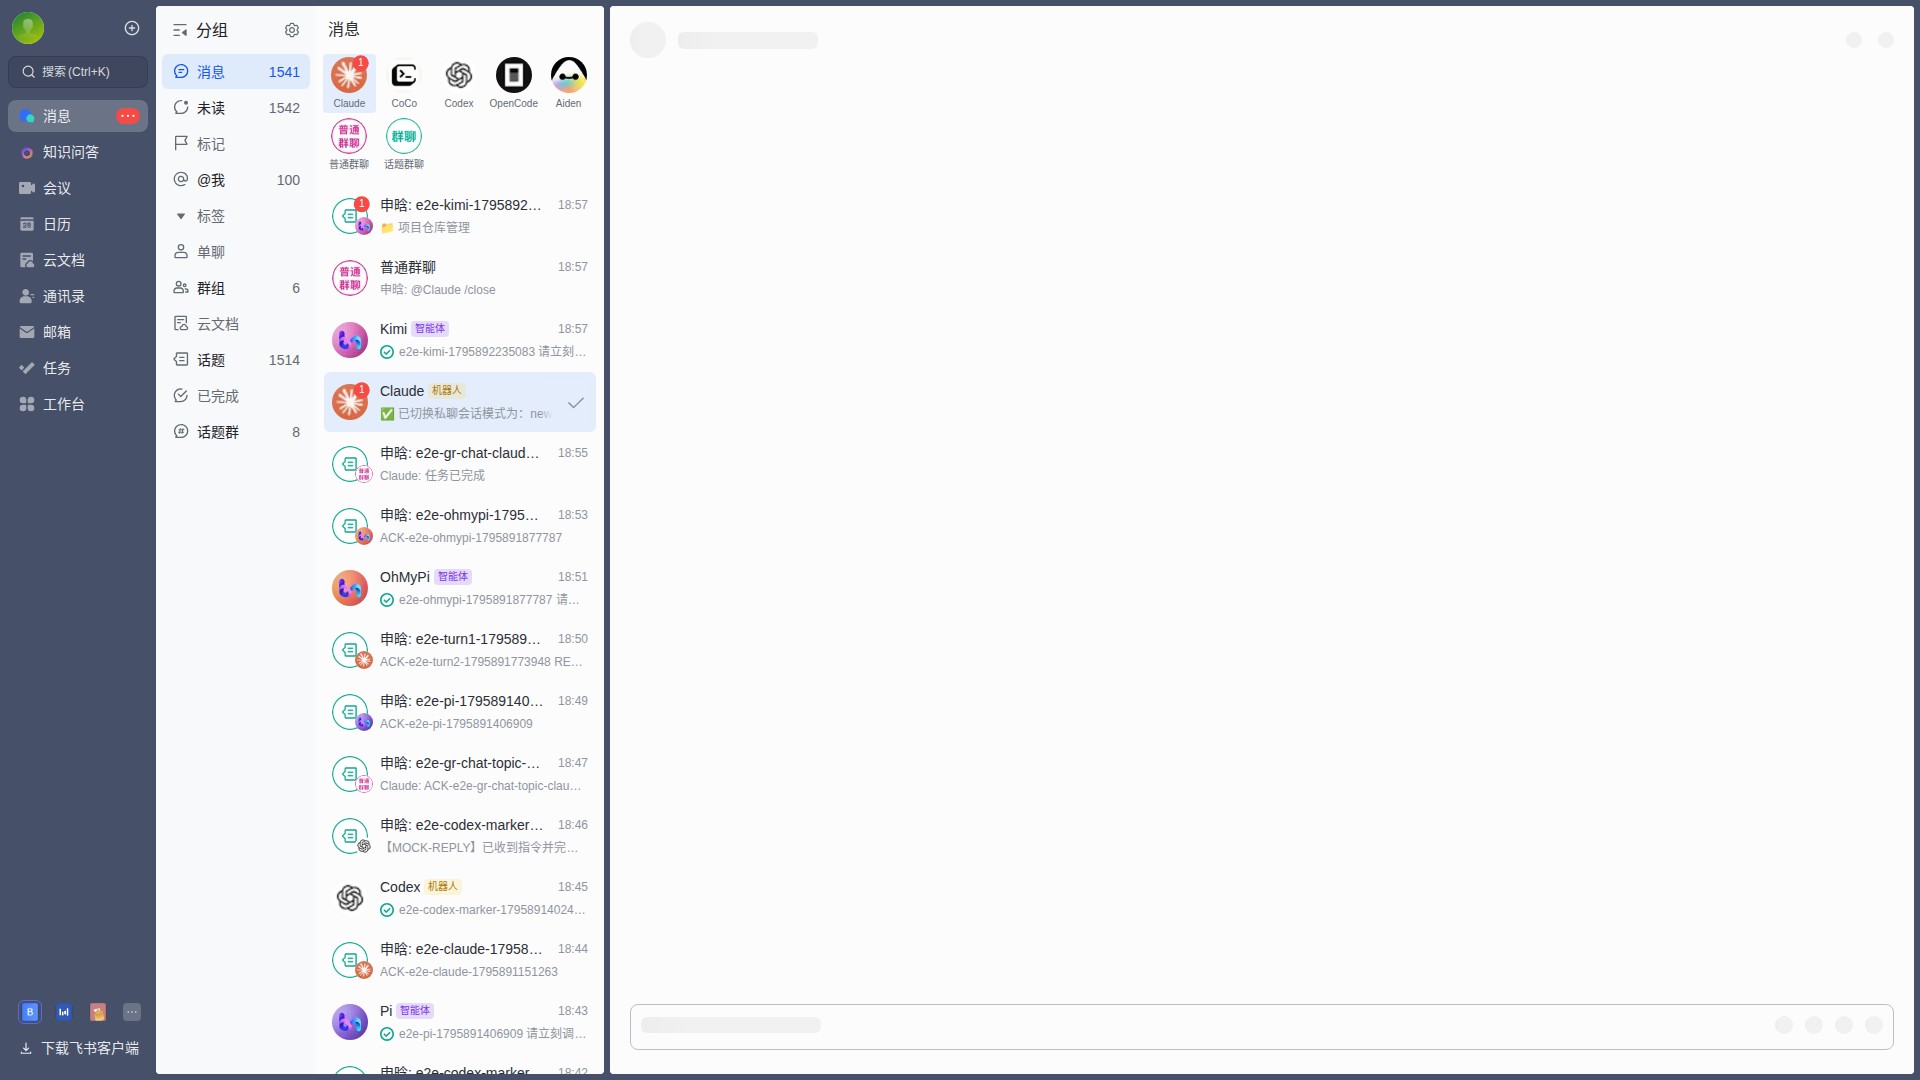 搜索 (Ctrl+K)
消息
知识问答
会议
日历
云文档
通讯录
邮箱
任务
工作台
下载飞书客户端
分组
消息 1541
未读 1542
标记
@我 100
标签
单聊
群组 6
云文档
话题 1514
已完成
话题群 8
消息
1
Claude
CoCo
Codex
OpenCode
Aiden
普通群聊
普通群聊
群聊
话题群聊
1
申晗: e2e-kimi-1795892... 18:57
项目仓库管理
普通群聊
普通群聊 18:57
申晗: @Claude /close
Kimi 智能体 18:57
e2e-kimi-1795892235083 请立刻...
1
Claude 机器人
已切换私聊会话模式为：new
申晗: e2e-gr-chat-claud... 18:55
Claude: 任务已完成
申晗: e2e-ohmypi-1795... 18:53
ACK-e2e-ohmypi-1795891877787
OhMyPi 智能体 18:51
e2e-ohmypi-1795891877787 请...
申晗: e2e-turn1-179589... 18:50
ACK-e2e-turn2-1795891773948 RE...
申晗: e2e-pi-179589140... 18:49
ACK-e2e-pi-1795891406909
申晗: e2e-gr-chat-topic-... 18:47
Claude: ACK-e2e-gr-chat-topic-clau...
申晗: e2e-codex-marker... 18:46
【MOCK-REPLY】已收到指令并完...
Codex 机器人 18:45
e2e-codex-marker-17958914024...
申晗: e2e-claude-17958... 18:44
ACK-e2e-claude-1795891151263
Pi 智能体 18:43
e2e-pi-1795891406909 请立刻调...
申晗: e2e-codex-marker... 18:42